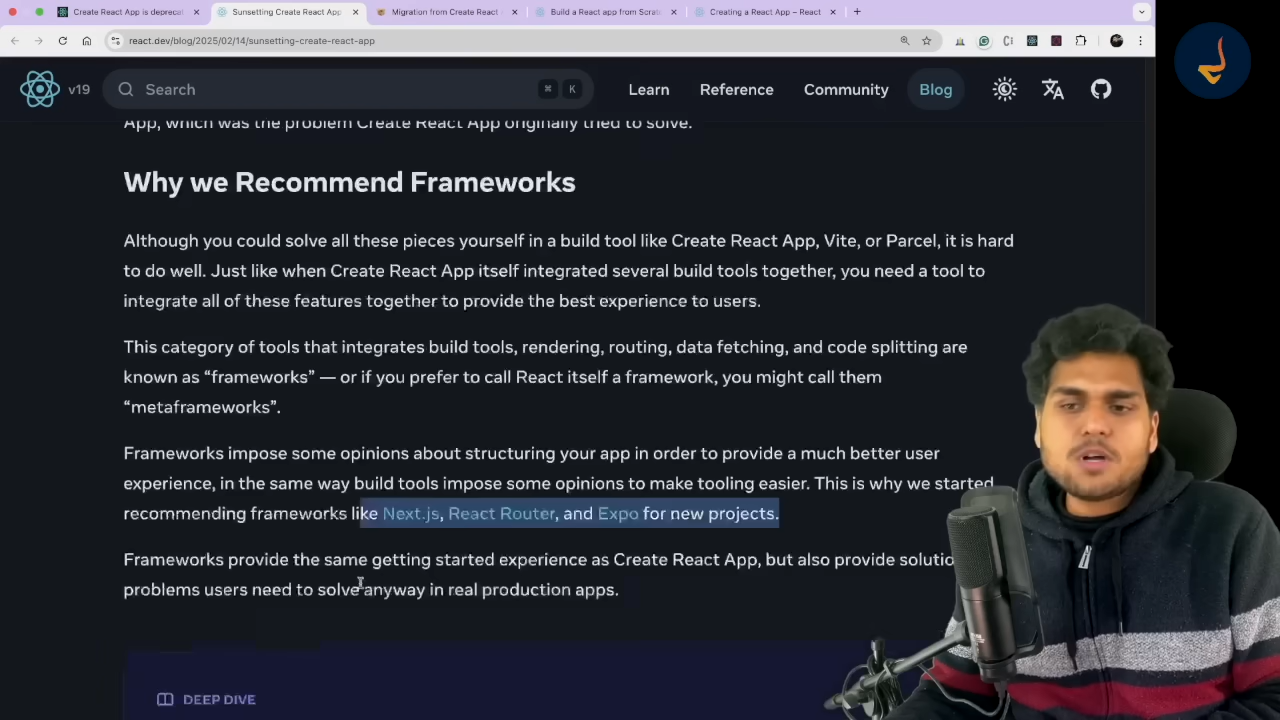 Create React App is deprecat
Sunsetting Create React App
Migration from Create React
Build a React app from Scrat
Creating a React App – React
react.dev/blog/2025/02/14/sunsetting-create-react-app
v19
Search
⌘ K
Learn
Reference
Community
Blog
App, which was the problem Create React App originally tried to solve.
Why we Recommend Frameworks
Although you could solve all these pieces yourself in a build tool like Create React App, Vite, or Parcel, it is hard
to do well. Just like when Create React App itself integrated several build tools together, you need a tool to
integrate all of these features together to provide the best experience to users.
This category of tools that integrates build tools, rendering, routing, data fetching, and code splitting are
known as “frameworks” — or if you prefer to call React itself a framework, you might call them
“metaframeworks”.
Frameworks impose some opinions about structuring your app in order to provide a much better user
experience, in the same way build tools impose some opinions to make tooling easier. This is why we started
recommending frameworks like Next.js, React Router, and Expo for new projects.
Frameworks provide the same getting started experience as Create React App, but also provide solutio
problems users need to solve anyway in real production apps.
DEEP DIVE